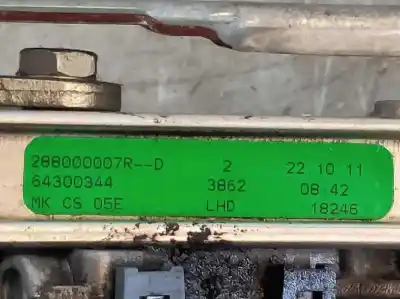 288000007R--D 2 22 10 11
64300344 3862 08 42
MK CS 05E LHD 18246